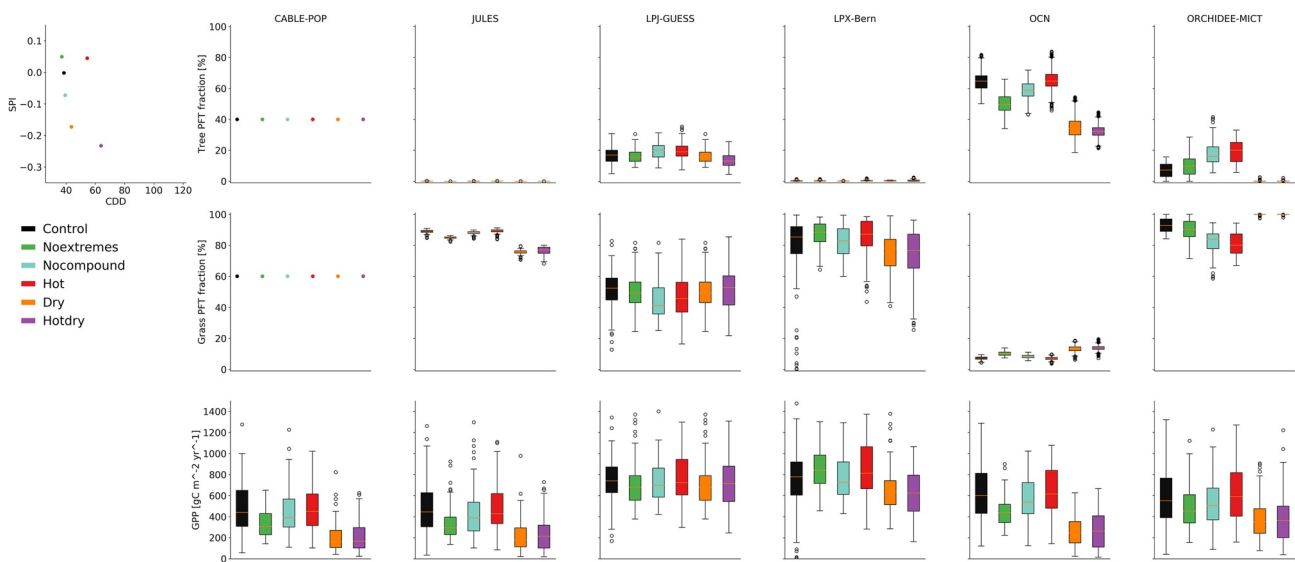 CABLE-POP JULES LPJ-GUESS LPX-Bern OCN ORCHIDEE-MICT
0.1
0.0
−0.1
−0.2
−0.3
SPI
40 60 80 100 120
CDD
Control
Noextremes
Nocompound
Hot
Dry
Hotdry
100
80
60
40
20
0
Tree PFT fraction [%]
100
80
60
40
20
0
Grass PFT fraction [%]
1400
1200
1000
800
600
400
200
0
GPP [gC m^-2 yr^-1]